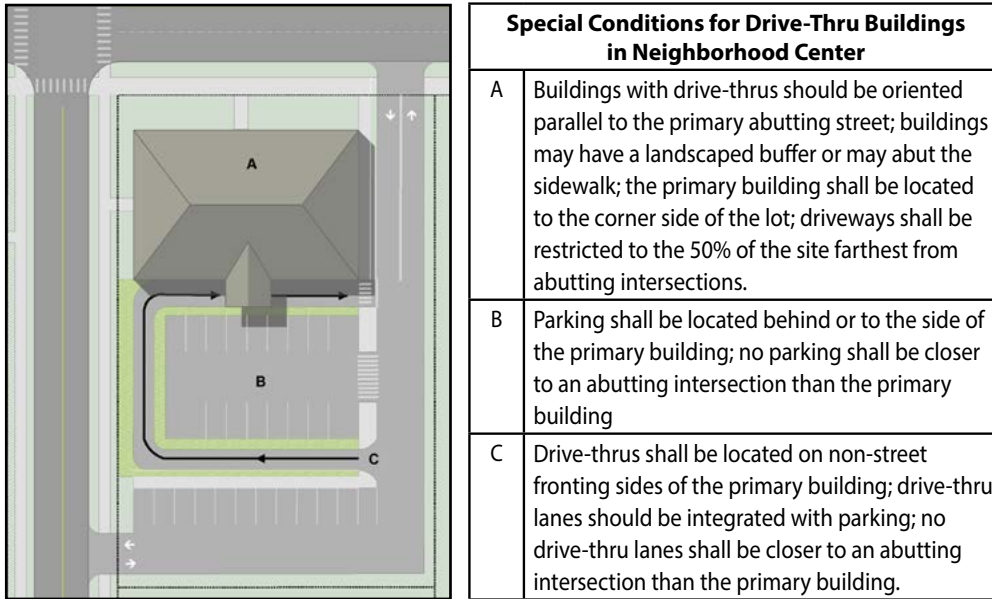 A
B
C
Special Conditions for Drive-Thru Buildings
in Neighborhood Center
A
Buildings with drive-thrus should be oriented
parallel to the primary abutting street; buildings
may have a landscaped buffer or may abut the
sidewalk; the primary building shall be located
to the corner side of the lot; driveways shall be
restricted to the 50% of the site farthest from
abutting intersections.
B
Parking shall be located behind or to the side of
the primary building; no parking shall be closer
to an abutting intersection than the primary
building
C
Drive-thrus shall be located on non-street
fronting sides of the primary building; drive-thru
lanes should be integrated with parking; no
drive-thru lanes shall be closer to an abutting
intersection than the primary building.